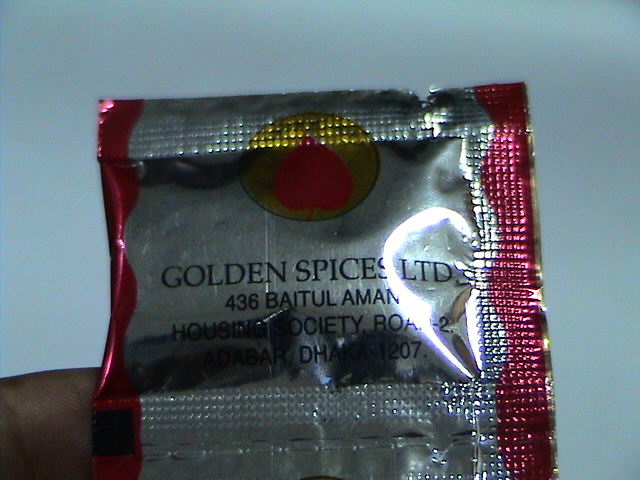 GOLDEN SPICES LTD.
436 BAITUL AMAN
HOUSING SOCIETY, ROAD-2.
ADABAR, DHAKA-1207.